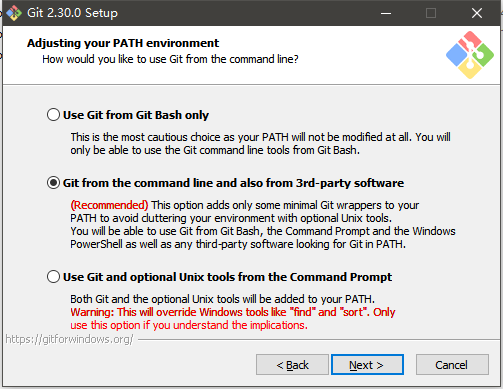 Git 2.30.0 Setup
Adjusting your PATH environment
How would you like to use Git from the command line?
Use Git from Git Bash only
This is the most cautious choice as your PATH will not be modified at all. You will
only be able to use the Git command line tools from Git Bash.
Git from the command line and also from 3rd-party software
(Recommended) This option adds only some minimal Git wrappers to your
PATH to avoid cluttering your environment with optional Unix tools.
You will be able to use Git from Git Bash, the Command Prompt and the Windows
PowerShell as well as any third-party software looking for Git in PATH.
Use Git and optional Unix tools from the Command Prompt
Both Git and the optional Unix tools will be added to your PATH.
Warning: This will override Windows tools like "find" and "sort". Only
use this option if you understand the implications.
https://gitforwindows.org/
< Back
Next >
Cancel